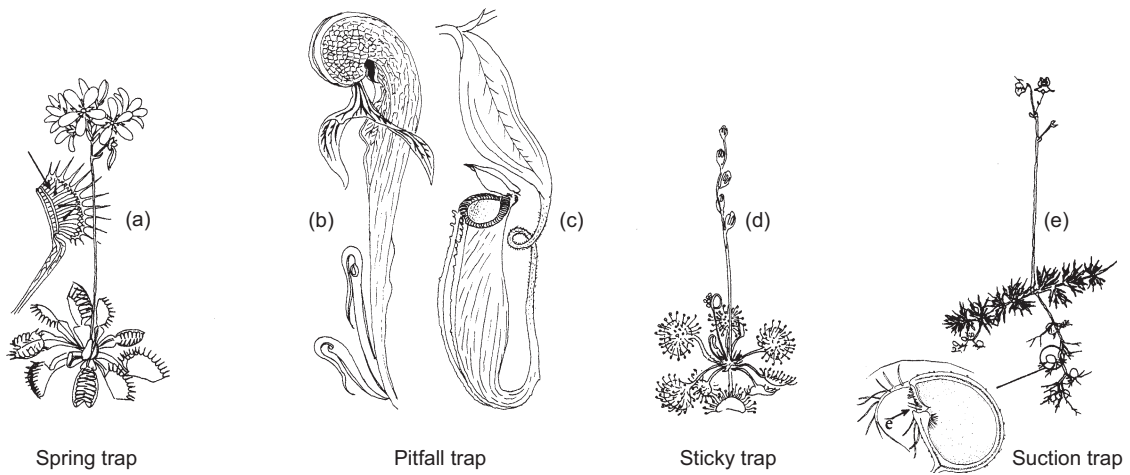 (a)
(b)
(c)
(d)
(e)
e
Spring trap
Pitfall trap
Sticky trap
Suction trap